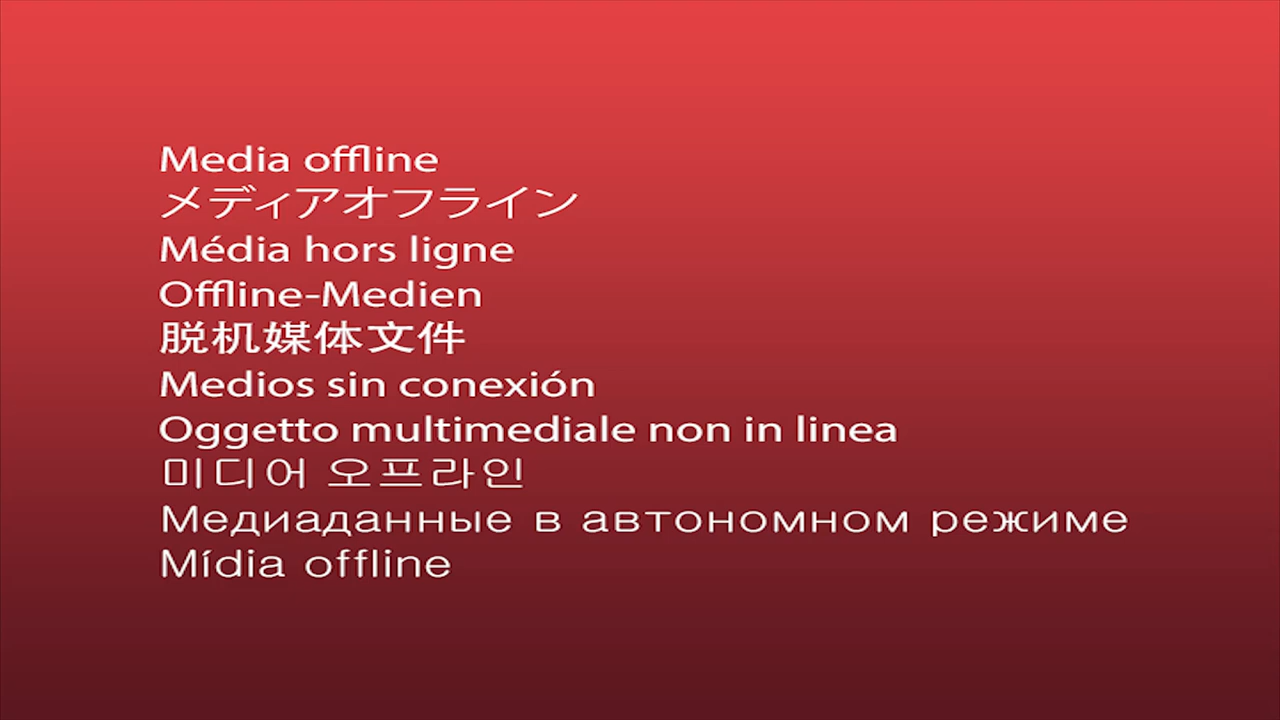 Media offline
メディアオフライン
Média hors ligne
Offline-Medien
脱机媒体文件
Medios sin conexión
Oggetto multimediale non in linea
미디어 오프라인
Медиаданные в автономном режиме
Mídia offline